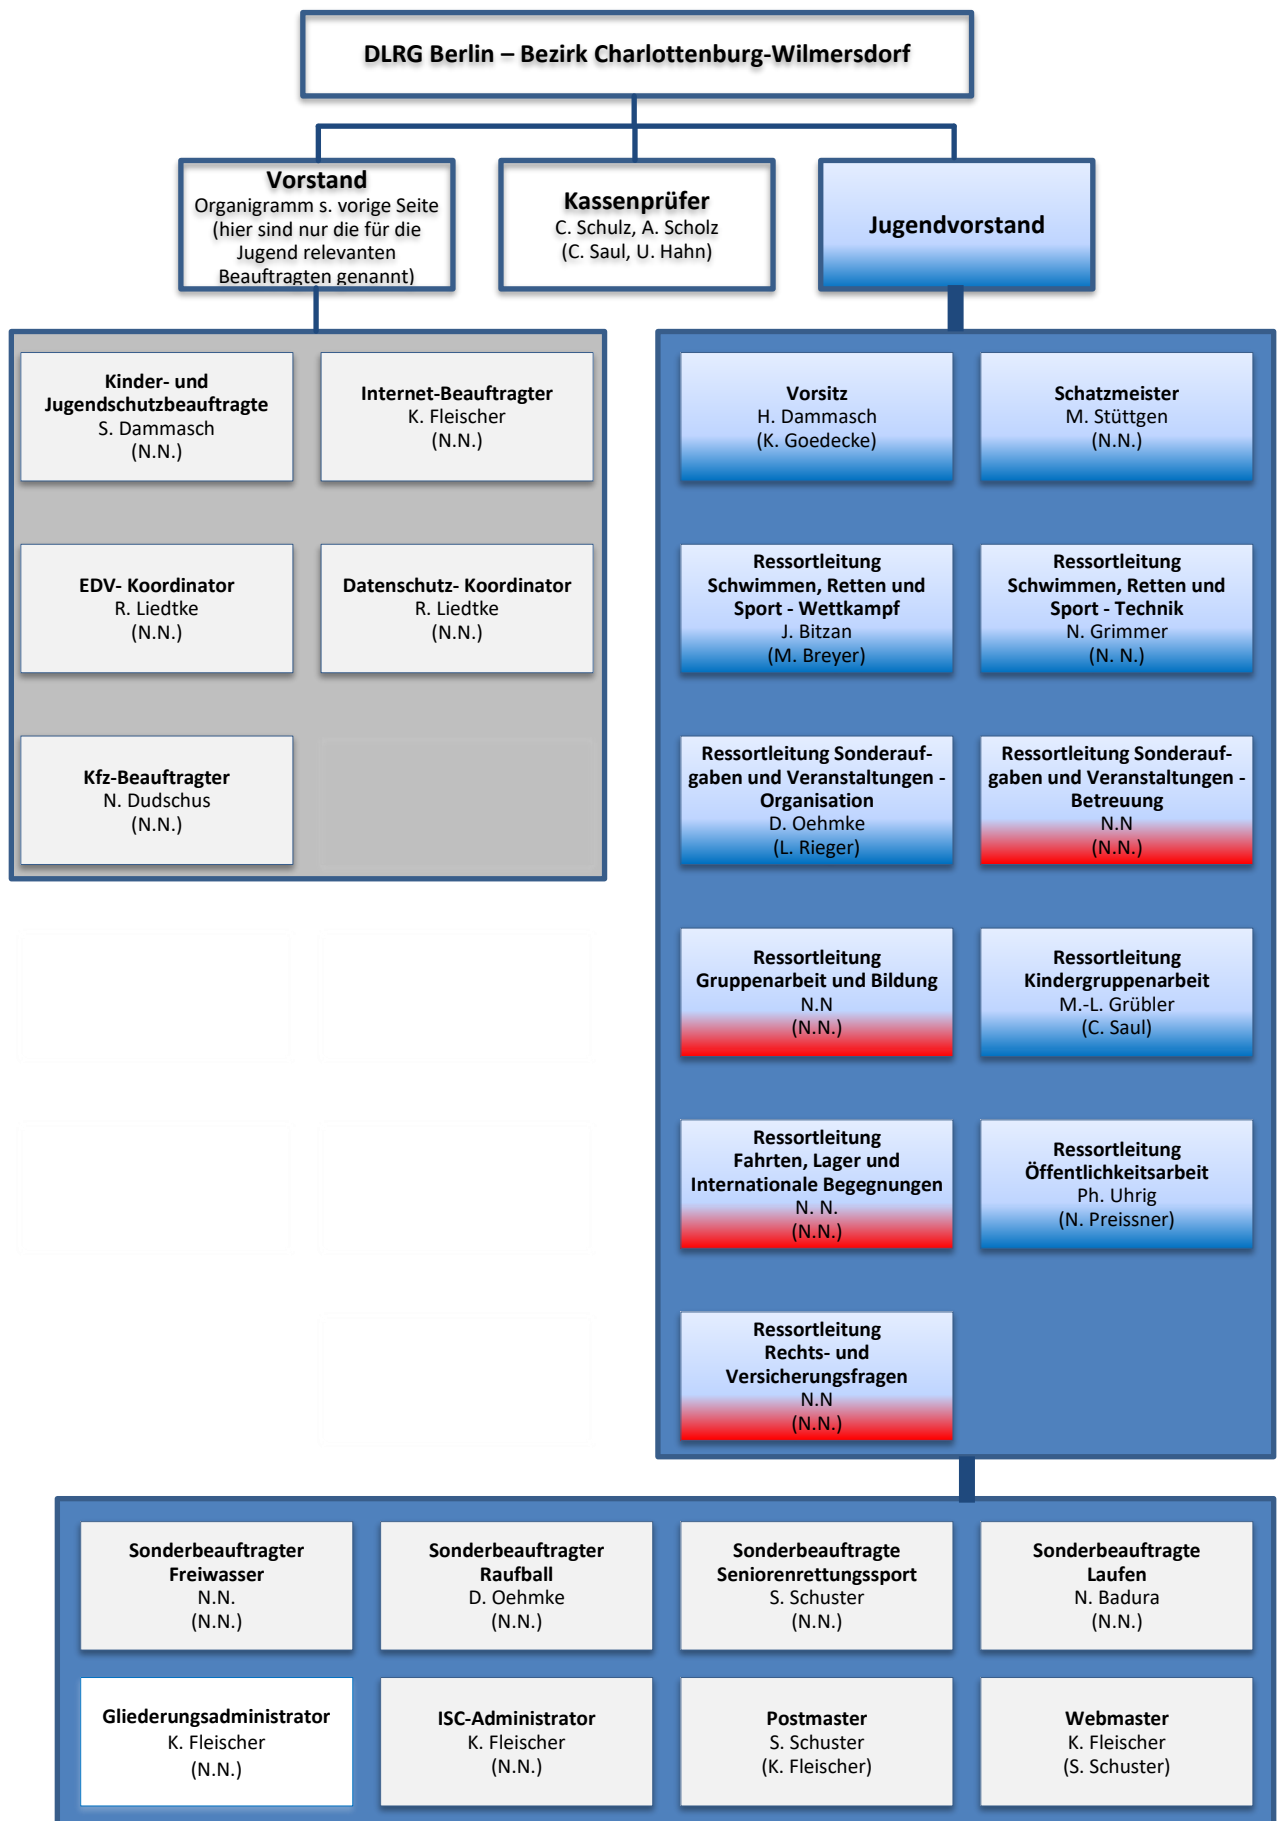 DLRG Berlin – Bezirk Charlottenburg-Wilmersdorf
Vorstand
Organigramm s. vorige Seite
(hier sind nur die für die
Jugend relevanten
Beauftragten genannt)
Kassenprüfer
C. Schulz, A. Scholz
(C. Saul, U. Hahn)
Jugendvorstand
Kinder- und
Jugendschutzbeauftragte
S. Dammasch
(N.N.)
Internet-Beauftragter
K. Fleischer
(N.N.)
EDV- Koordinator
R. Liedtke
(N.N.)
Datenschutz- Koordinator
R. Liedtke
(N.N.)
Kfz-Beauftragter
N. Dudschus
(N.N.)
Vorsitz
H. Dammasch
(K. Goedecke)
Schatzmeister
M. Stüttgen
(N.N.)
Ressortleitung
Schwimmen, Retten und
Sport - Wettkampf
J. Bitzan
(M. Breyer)
Ressortleitung
Schwimmen, Retten und
Sport - Technik
N. Grimmer
(N. N.)
Ressortleitung Sonderauf-
gaben und Veranstaltungen -
Organisation
D. Oehmke
(L. Rieger)
Ressortleitung Sonderauf-
gaben und Veranstaltungen -
Betreuung
N.N
(N.N.)
Ressortleitung
Gruppenarbeit und Bildung
N.N
(N.N.)
Ressortleitung
Kindergruppenarbeit
M.-L. Grübler
(C. Saul)
Ressortleitung
Fahrten, Lager und
Internationale Begegnungen
N. N.
(N.N.)
Ressortleitung
Öffentlichkeitsarbeit
Ph. Uhrig
(N. Preissner)
Ressortleitung
Rechts- und
Versicherungsfragen
N.N
(N.N.)
Sonderbeauftragter
Freiwasser
N.N.
(N.N.)
Sonderbeauftragter
Raufball
D. Oehmke
(N.N.)
Sonderbeauftragte
Seniorenrettungssport
S. Schuster
(N.N.)
Sonderbeauftragte
Laufen
N. Badura
(N.N.)
Gliederungsadministrator
K. Fleischer
(N.N.)
ISC-Administrator
K. Fleischer
(N.N.)
Postmaster
S. Schuster
(K. Fleischer)
Webmaster
K. Fleischer
(S. Schuster)